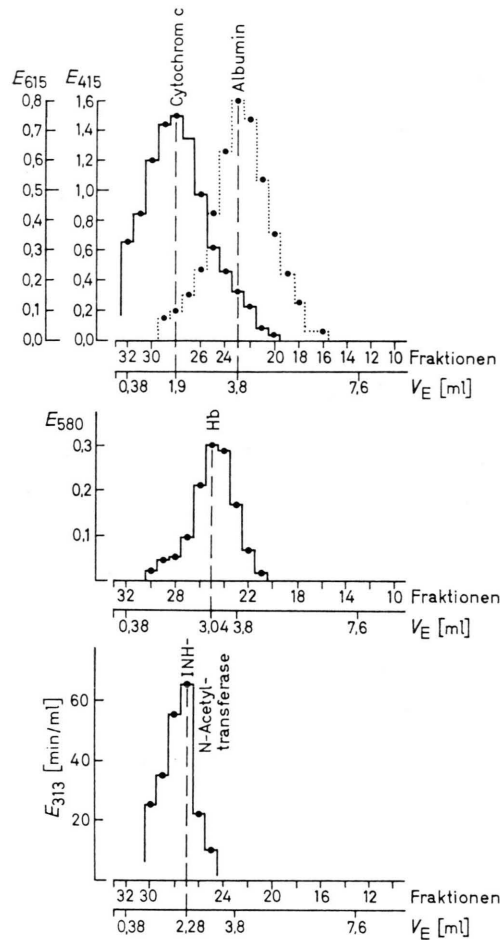 E615 E415
Cytochrom c
Albumin
0,8 1,6
0,7 1,4
0,6 1,2
0,5 1,0
0,4 0,8
0,3 0,6
0,2 0,4
0,1 0,2
0,0 0,0
32 30 26 24 20 18 16 14 12 10 Fraktionen
0,38 1,9 3,8 7,6 VE [ml]
E580
Hb
0,3
0,2
0,1
32 28 24 22 20 18 16 14 10 Fraktionen
0,38 3,04 3,8 7,6 VE [ml]
INH-
N-Acetyl-
transferase
E313 [min/ml]
60
40
20
32 30 28 24 20 16 12 Fraktionen
0,38 2,28 3,8 7,6 VE [ml]